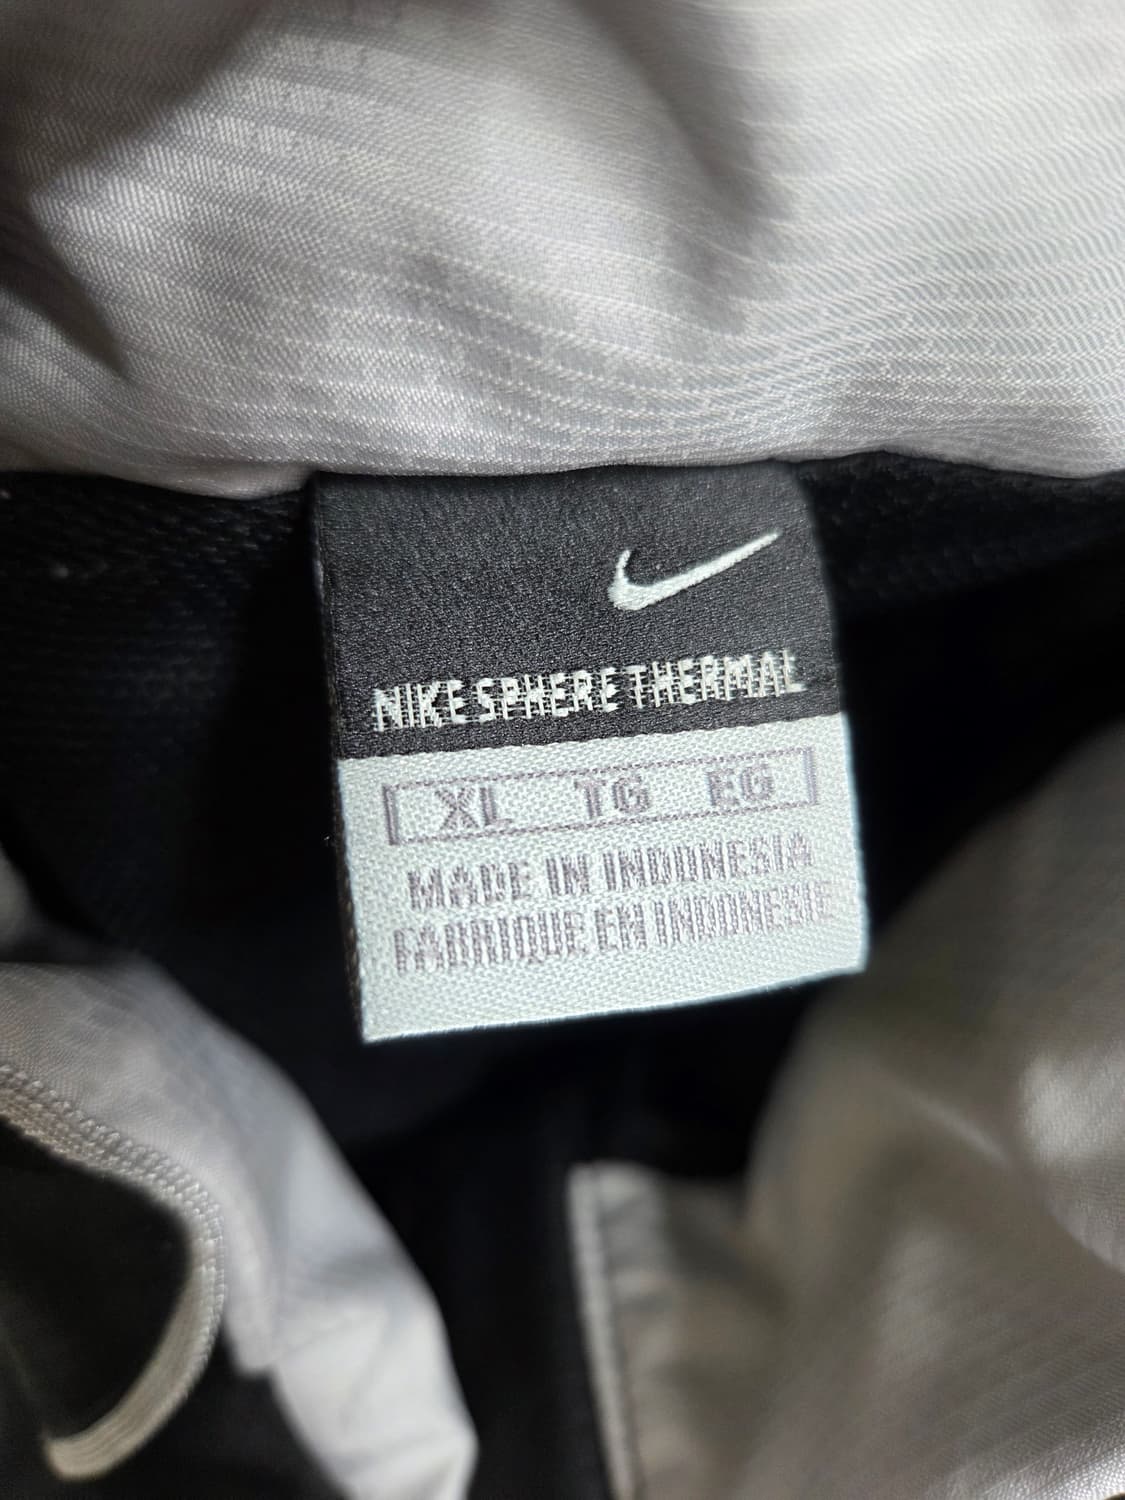 NIKE SPHERE THERMAL
XL TG EG
MADE IN INDONESIA
FABRIQUE EN INDONESIE